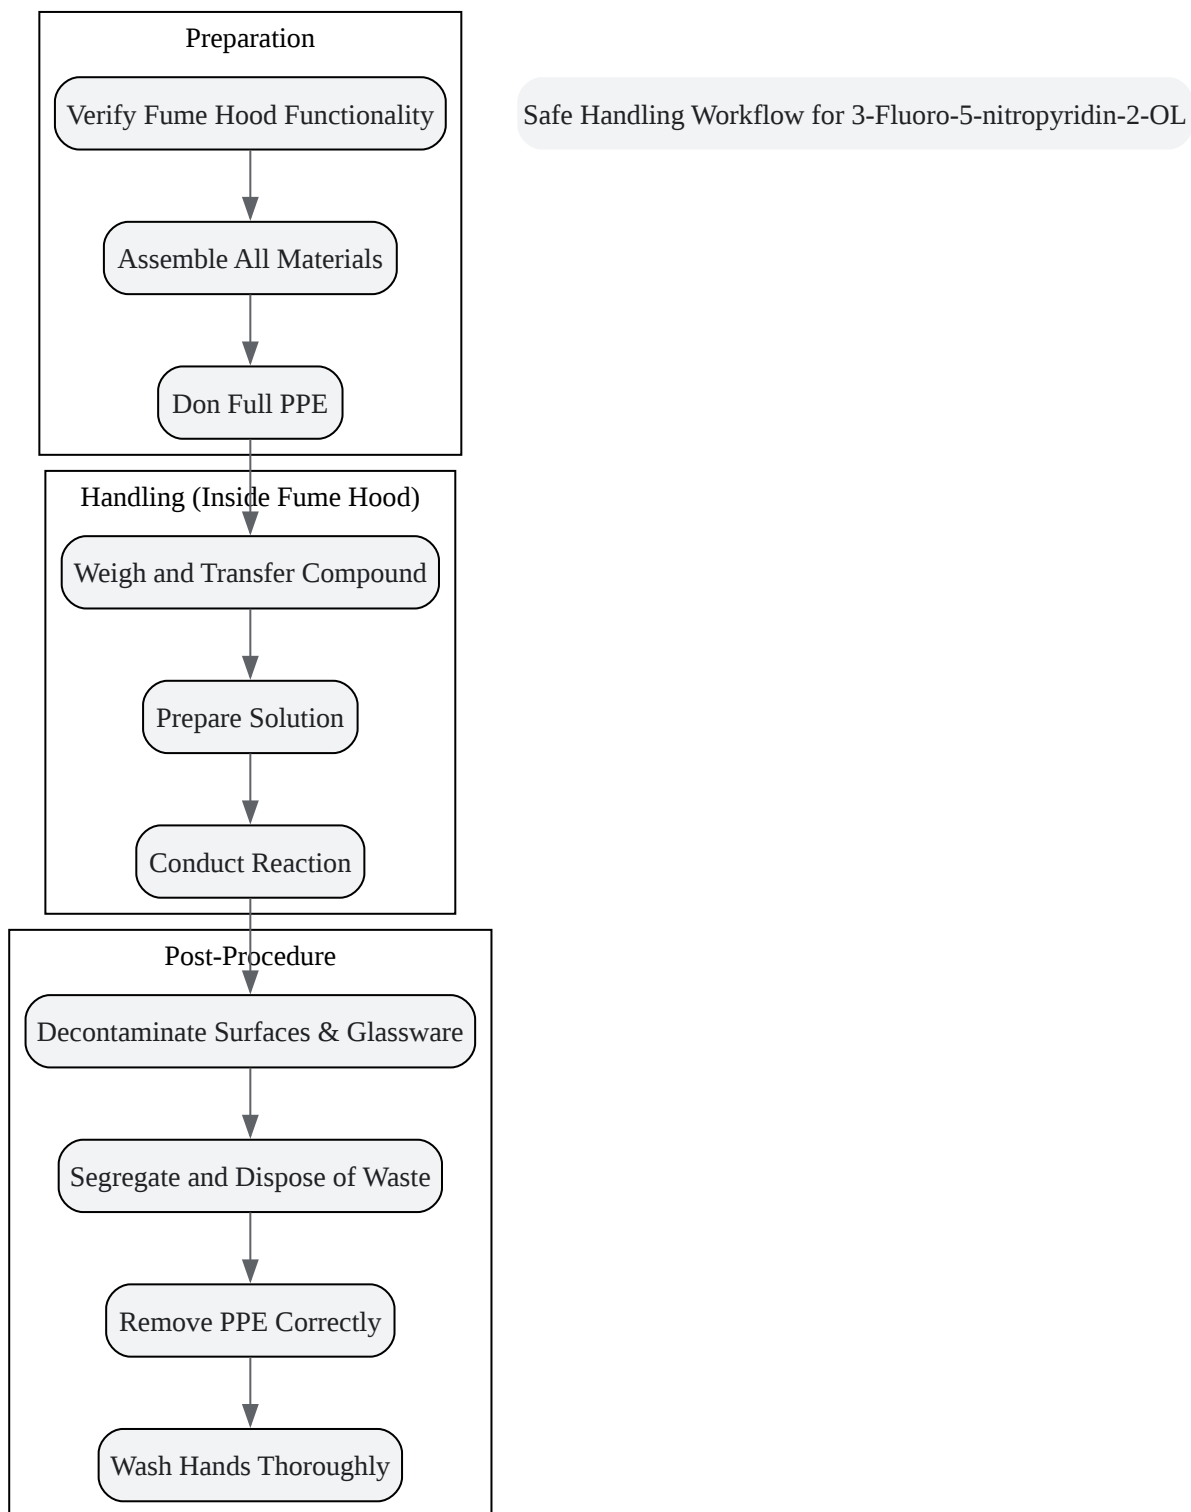 Preparation
Verify Fume Hood Functionality
Safe Handling Workflow for 3-Fluoro-5-nitropyridin-2-OL
Assemble All Materials
Don Full PPE
Handling (Inside Fume Hood)
Weigh and Transfer Compound
Prepare Solution
Conduct Reaction
Post-Procedure
Decontaminate Surfaces & Glassware
Segregate and Dispose of Waste
Remove PPE Correctly
Wash Hands Thoroughly